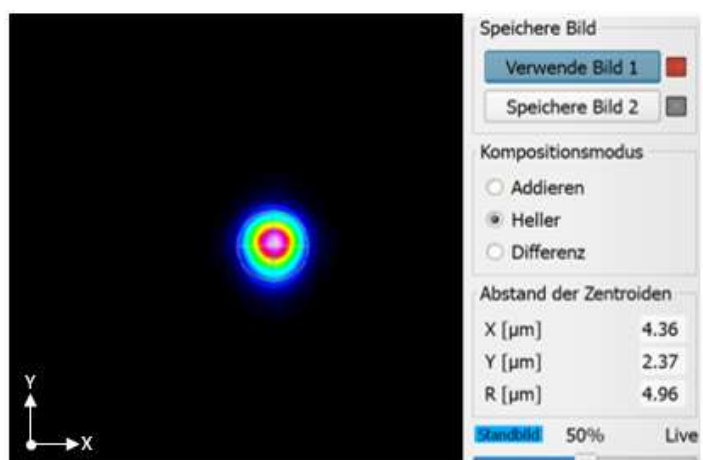 Speichere Bild
Verwende Bild 1
Speichere Bild 2
Kompositionsmodus
Addieren
Heller
Differenz
Abstand der Zentroiden
X [µm] 4.36
Y [µm] 2.37
R [µm] 4.96
Standbild 50% Live
Y
X